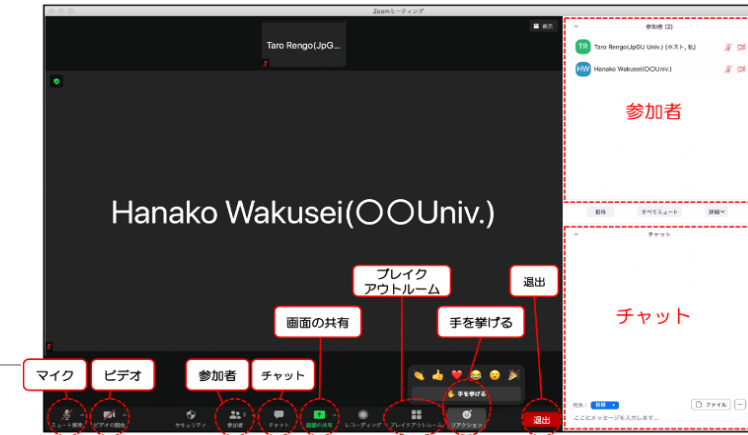 Zoomミーティング
表示
Taro Rengo(JpG...
参加者 (2)
TR Taro Rengo(JpGU Univ.) (ホスト, 私)
HW Hanako Wakusei(〇〇Univ.)
参加者
Hanako Wakusei(〇〇Univ.)
招待 すべてミュート 詳細
チャット
ブレイク
アウトルーム
退出
画面の共有
手を挙げる
チャット
マイク
ビデオ
参加者
チャット
手を挙げる
宛先: 皆様
ファイル
ここにメッセージを入力します...
ミュート解除
ビデオの開始
セキュリティ
参加者
2
チャット
画面の共有
レコーディング
ブレイクアウトルーム
リアクション
退出